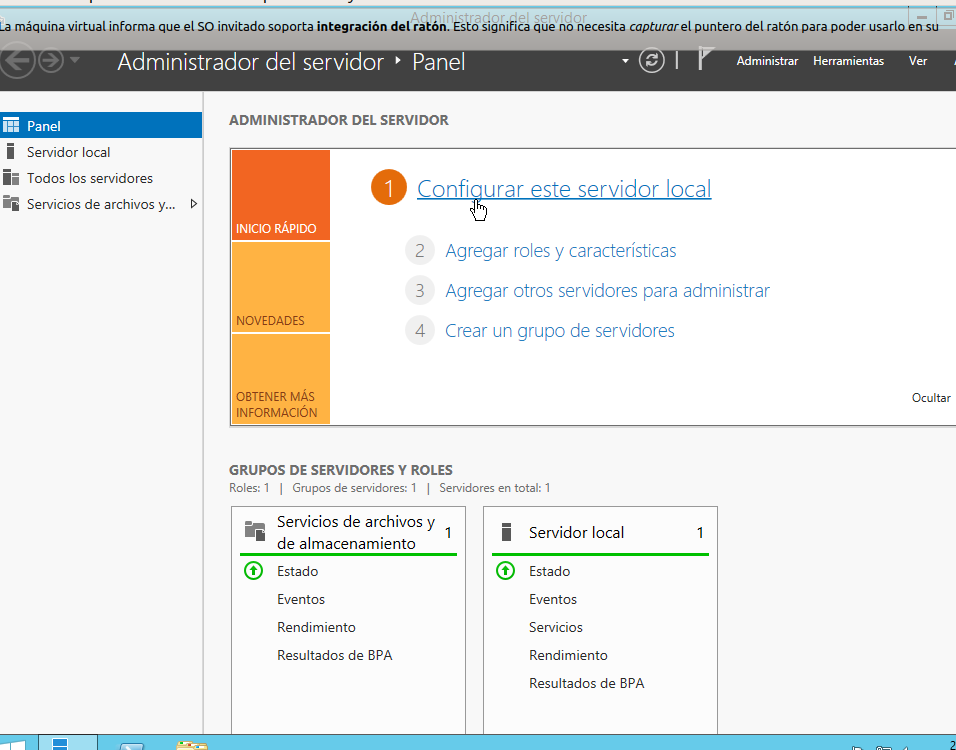 Administrador del servidor
La máquina virtual informa que el SO invitado soporta integración del ratón. Esto significa que no necesita capturar el puntero del ratón para poder usarlo en su
Administrador del servidor ‣ Panel
Administrar Herramientas Ver
Panel
Servidor local
Todos los servidores
Servicios de archivos y...
ADMINISTRADOR DEL SERVIDOR
INICIO RÁPIDO
NOVEDADES
OBTENER MÁS
INFORMACIÓN
1 Configurar este servidor local
2 Agregar roles y características
3 Agregar otros servidores para administrar
4 Crear un grupo de servidores
Ocultar
GRUPOS DE SERVIDORES Y ROLES
Roles: 1 | Grupos de servidores: 1 | Servidores en total: 1
Servicios de archivos y
de almacenamiento 1
Estado
Eventos
Rendimiento
Resultados de BPA
Servidor local 1
Estado
Eventos
Servicios
Rendimiento
Resultados de BPA